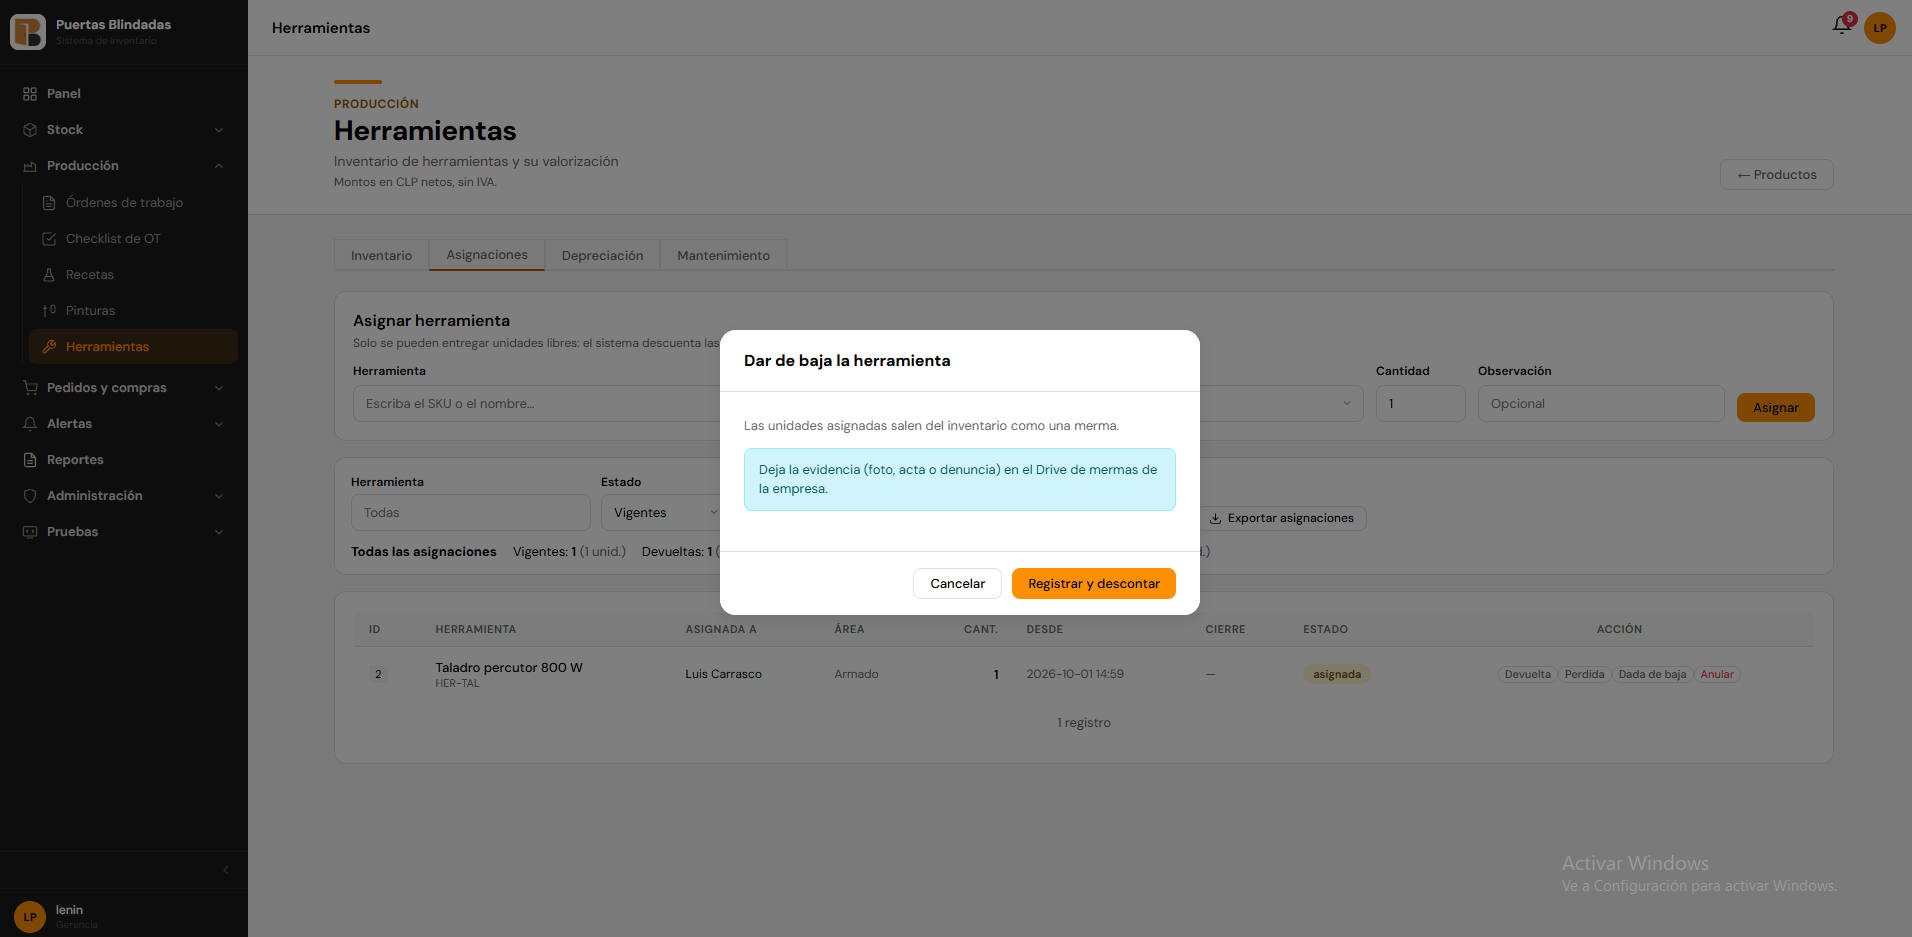 Puertas Blindadas
Sistema de Inventario
Panel
Stock
Producción
Órdenes de trabajo
Checklist de OT
Recetas
Pinturas
Herramientas
Pedidos y compras
Alertas
Reportes
Administración
Pruebas
LP
lenin
Gerencia
Herramientas
9
LP
PRODUCCIÓN
Herramientas
Inventario de herramientas y su valorización
Montos en CLP netos, sin IVA.
← Productos
Inventario
Asignaciones
Depreciación
Mantenimiento
Asignar herramienta
Solo se pueden entregar unidades libres: el sistema descuenta las
Herramienta
Escriba el SKU o el nombre...
Cantidad
1
Observación
Opcional
Asignar
Herramienta
Todas
Estado
Vigentes
Exportar asignaciones
Todas las asignaciones Vigentes: 1 (1 unid.) Devueltas: 1 (
.)
Dar de baja la herramienta
Las unidades asignadas salen del inventario como una merma.
Deja la evidencia (foto, acta o denuncia) en el Drive de mermas de
la empresa.
Cancelar
Registrar y descontar
ID HERRAMIENTA ASIGNADA A ÁREA CANT. DESDE CIERRE ESTADO ACCIÓN
2 Taladro percutor 800 W Luis Carrasco Armado 1 2026-10-01 14:59 — asignada Devuelta Perdida Dada de baja Anular
HER-TAL
1 registro
Activar Windows
Ve a Configuración para activar Windows.